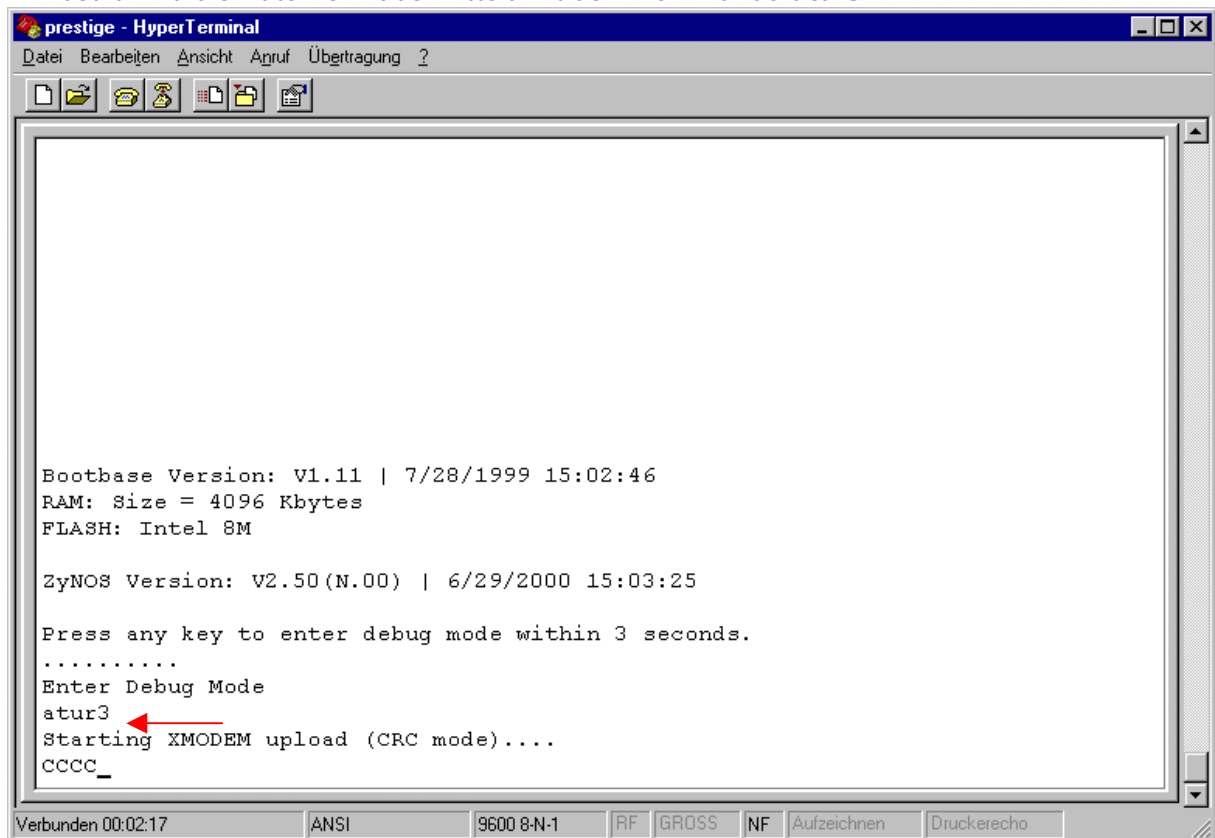 prestige - HyperTerminal
Datei Bearbeiten Ansicht Anruf Übertragung ?
Bootbase Version: V1.11 | 7/28/1999 15:02:46
RAM: Size = 4096 Kbytes
FLASH: Intel 8M
ZyNOS Version: V2.50(N.00) | 6/29/2000 15:03:25
Press any key to enter debug mode within 3 seconds.
..........
Enter Debug Mode
atur3
Starting XMODEM upload (CRC mode)....
CCCC_
Verbunden 00:02:17 ANSI 9600 8-N-1 RF GROSS NF Aufzeichnen Druckerecho